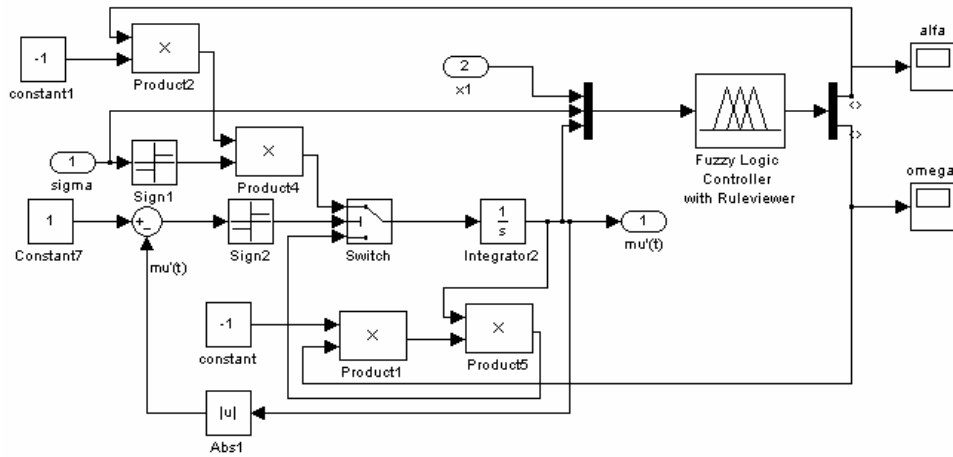 alfa
-1
×
constant1
Product2
2
x1
<>
<>
1
sigma
×
Sign1
Product4
Fuzzy Logic
Controller
with Ruleviewer
omega
1
+
−
1
s
1
Constant7
mu'(t)
Sign2
Switch
Integrator2
mu'(t)
-1
×
×
constant
Product1
Product5
|u|
Abs1